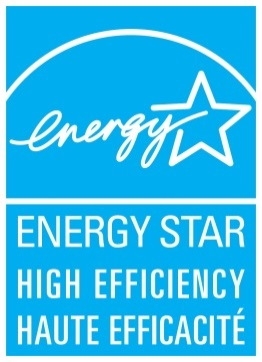 energy
ENERGY STAR
HIGH EFFICIENCY
HAUTE EFFICACITÉ